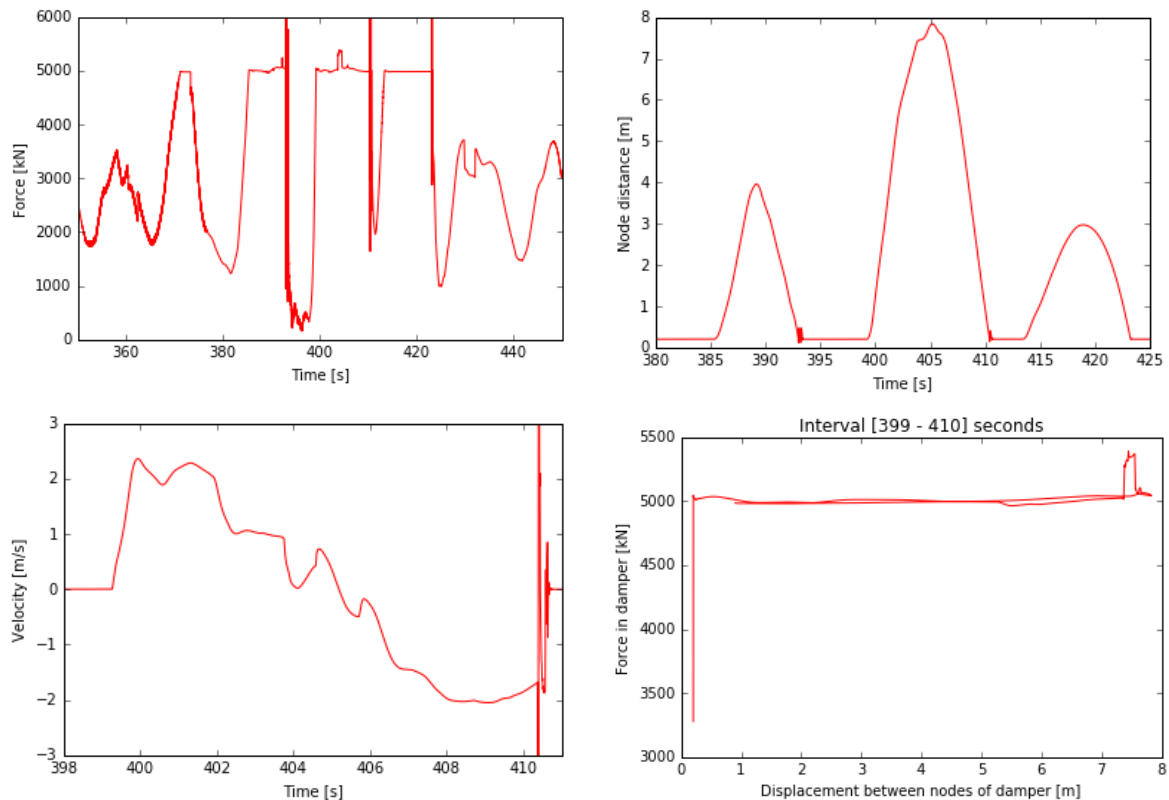 6000
5000
4000
3000
2000
1000
0
Force [kN]
360 380 400 420 440
Time [s]
8
7
6
5
4
3
2
1
0
Node distance [m]
380 385 390 395 400 405 410 415 420 425
Time [s]
3
2
1
0
−1
−2
−3
Velocity [m/s]
398 400 402 404 406 408 410
Time [s]
Interval [399 - 410] seconds
5500
5000
4500
4000
3500
3000
Force in damper [kN]
0 1 2 3 4 5 6 7 8
Displacement between nodes of damper [m]